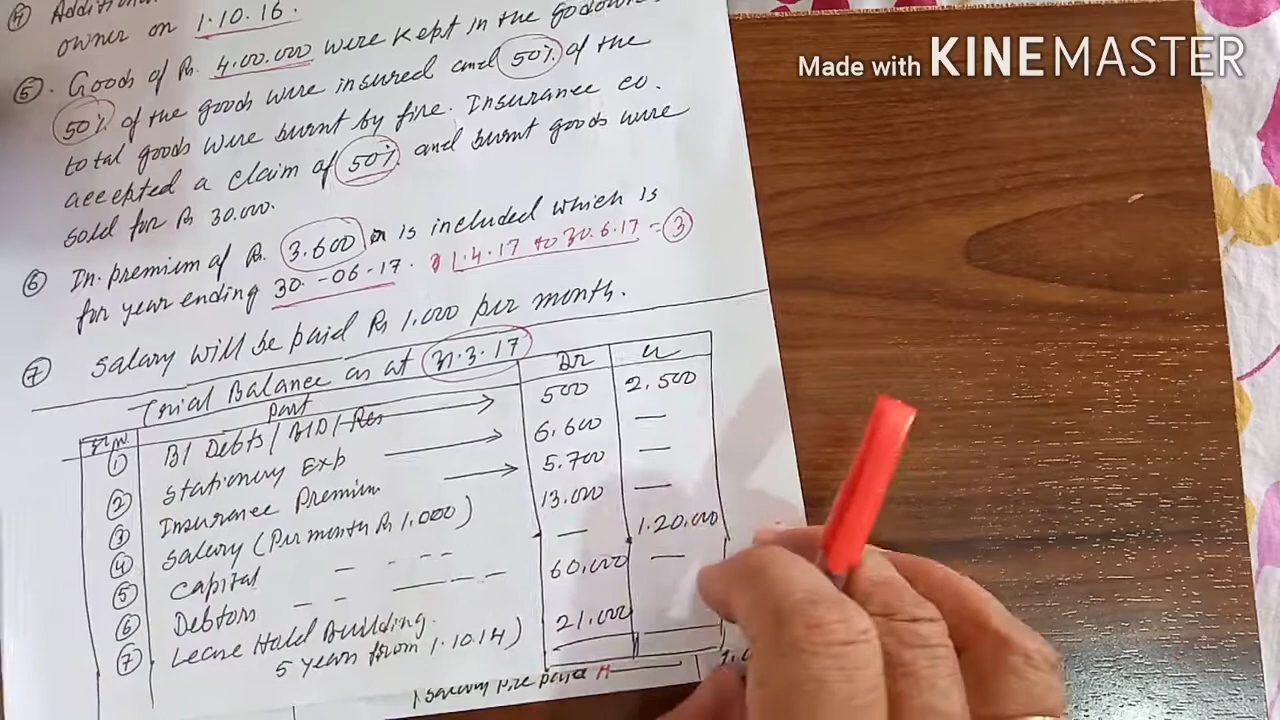 ④ Additional
owner on 1.10.16.
⑤. Goods of Rs. 4.00.000 were kept in the godown
50% of the goods were insured and 50% of the
total goods were burnt by fire. Insurance co.
accepted a claim of 50% and burnt goods were
sold for Rs 30.000.
⑥ In. premium of Rs. 3.600 is included which is
for year ending 30.-06-17. 1.4.17 to 30.6.17 = ③
⑦ Salary will be paid Rs 1.000 per month.
Trial Balance as at 31.3.17
Part Dr Cr
① B/ Debts / B/D/ Res 500 2.500
② Stationery Exp 6.600 —
③ Insurance Premium 5.700 —
④ Salary (Per month Rs 1.000) 13.000 —
⑤ Capital — 1.20.000
⑥ Debtors 60.000 —
⑦ Lease Hold Building. 21.000
5 years from 1.10.14)
Made with KINEMASTER